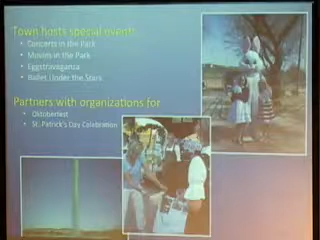 Town hosts special events
• Concerts in the Park
• Movies in the Park
• Eggstravaganza
• Ballet Under the Stars
Partners with organizations for
• Oktoberfest
• St. Patrick's Day Celebration